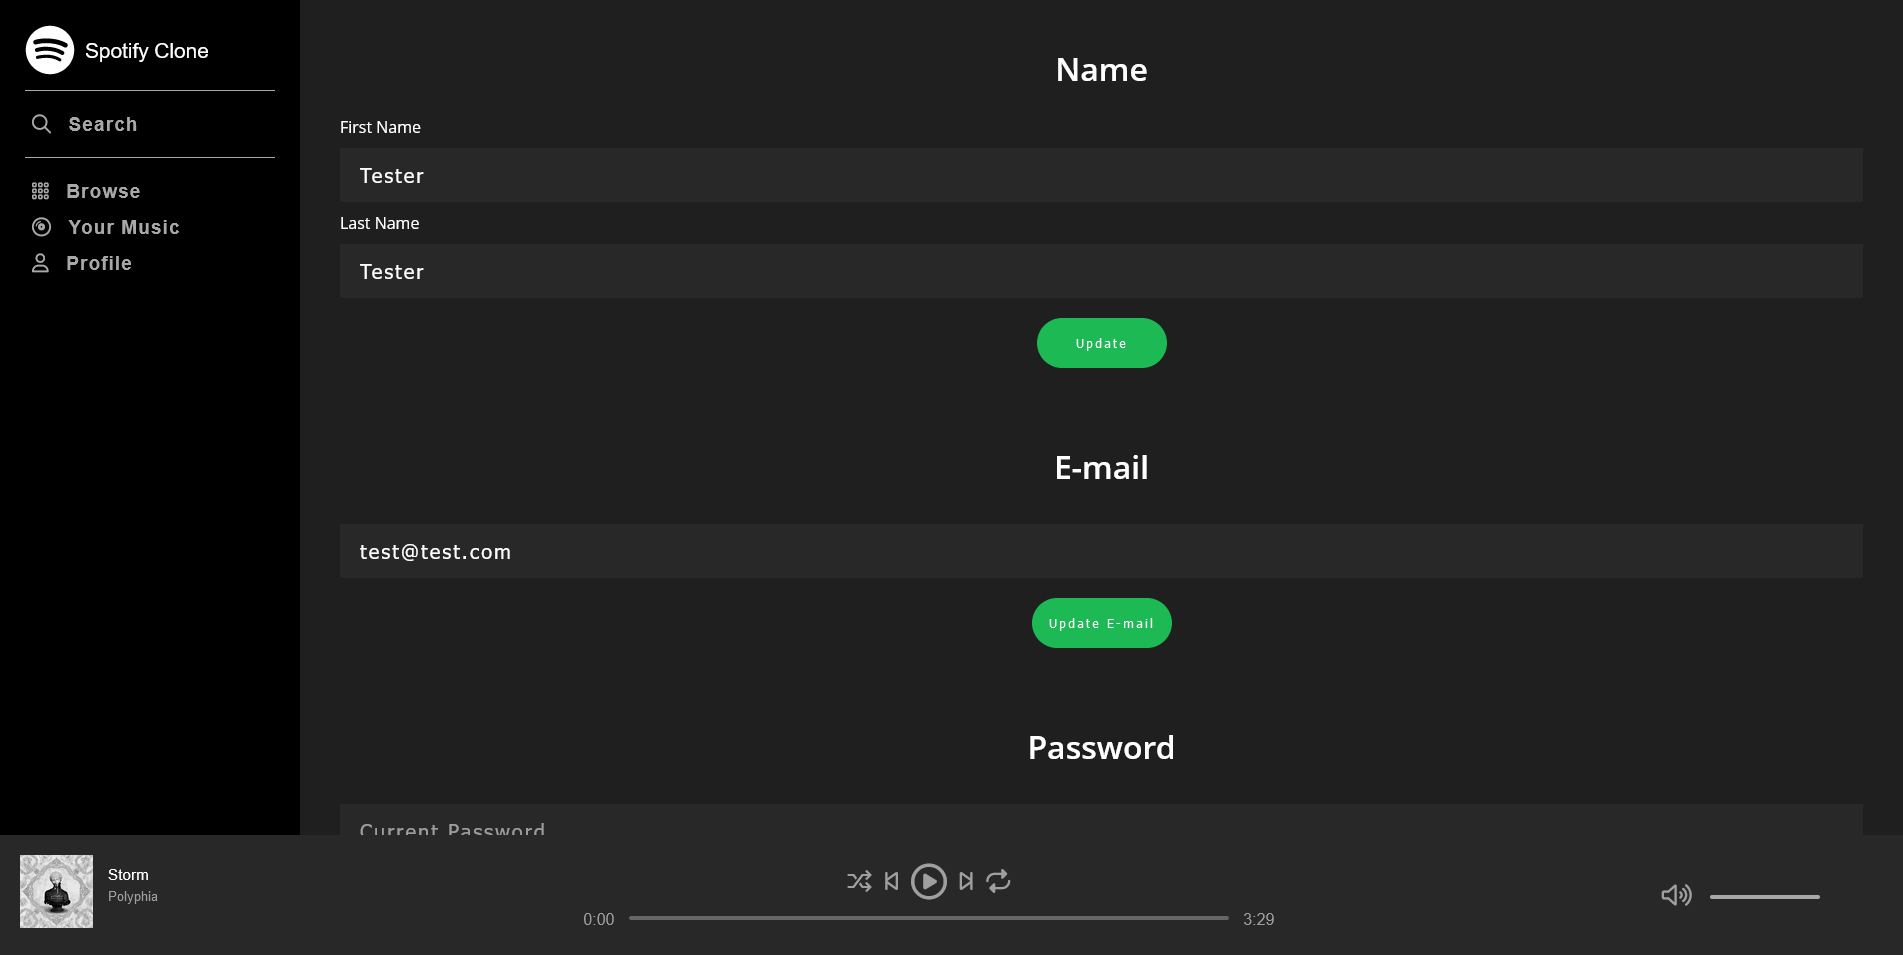 Spotify Clone
Search
Browse
Your Music
Profile
Name
First Name
Tester
Last Name
Tester
Update
E-mail
test@test.com
Update E-mail
Password
Current Password
Storm
Polyphia
0:00
3:29